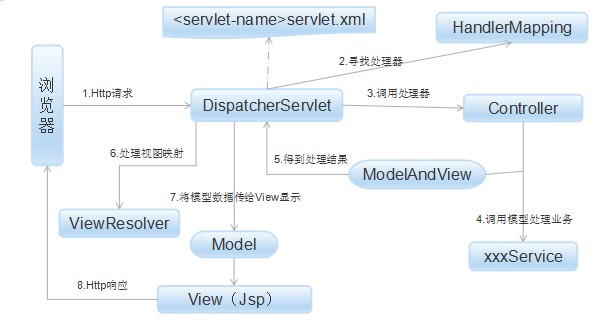 <servlet-name>servlet.xml
HandlerMapping
2.寻找处理器
浏览器
1.Http请求
DispatcherServlet
3.调用处理器
Controller
6.处理视图映射
5.得到处理结果
ModelAndView
7.将模型数据传给View显示
ViewResolver
4.调用模型处理业务
Model
xxxService
8.Http响应
View（Jsp）